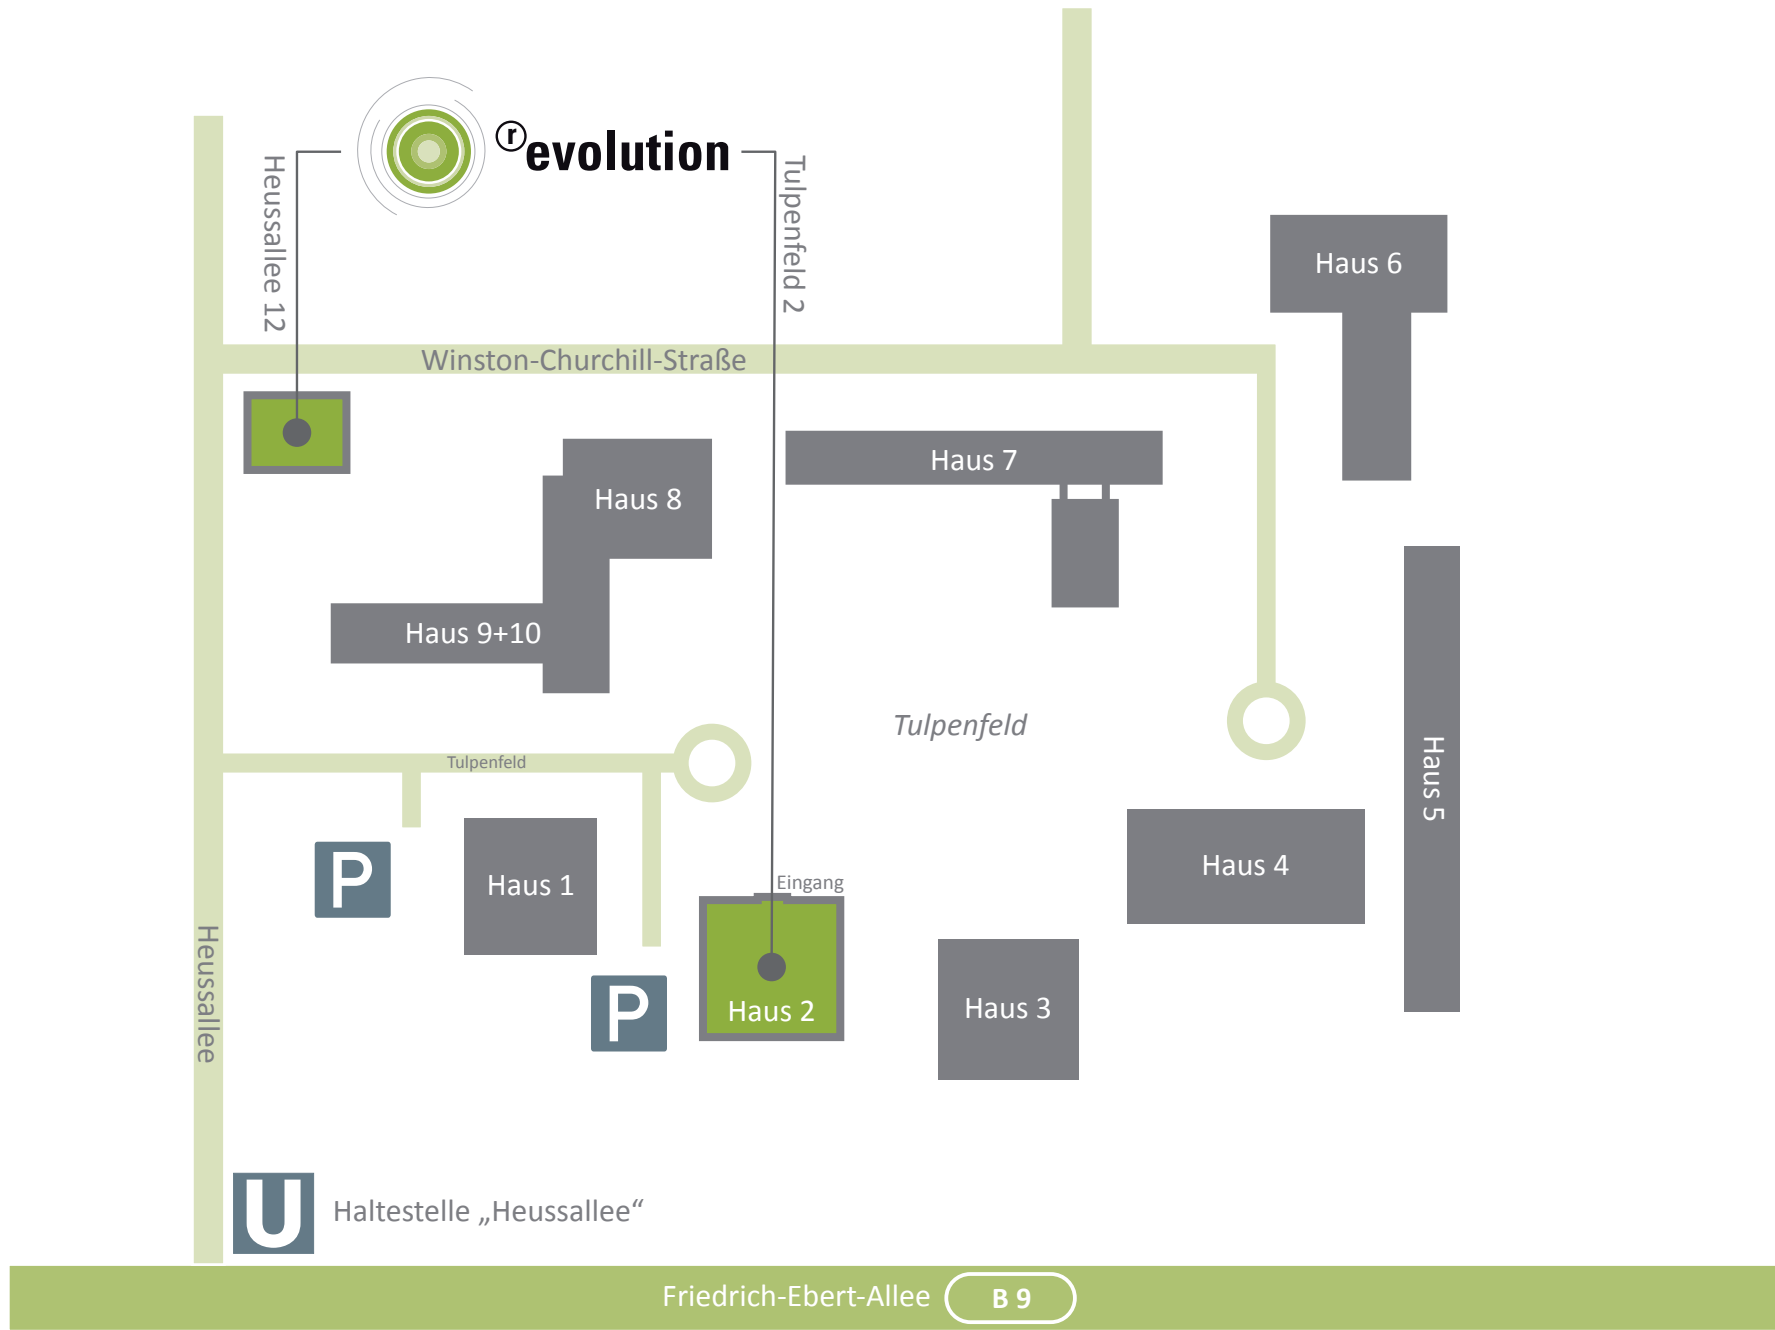 ⓡevolution
Heussallee 12
Tulpenfeld 2
Haus 6
Winston-Churchill-Straße
Haus 7
Haus 8
Haus 9+10
Tulpenfeld
Haus 5
Tulpenfeld
Haus 4
P
Haus 1
Eingang
Heussallee
P
Haus 2
Haus 3
U
Haltestelle „Heussallee“
Friedrich-Ebert-Allee B 9